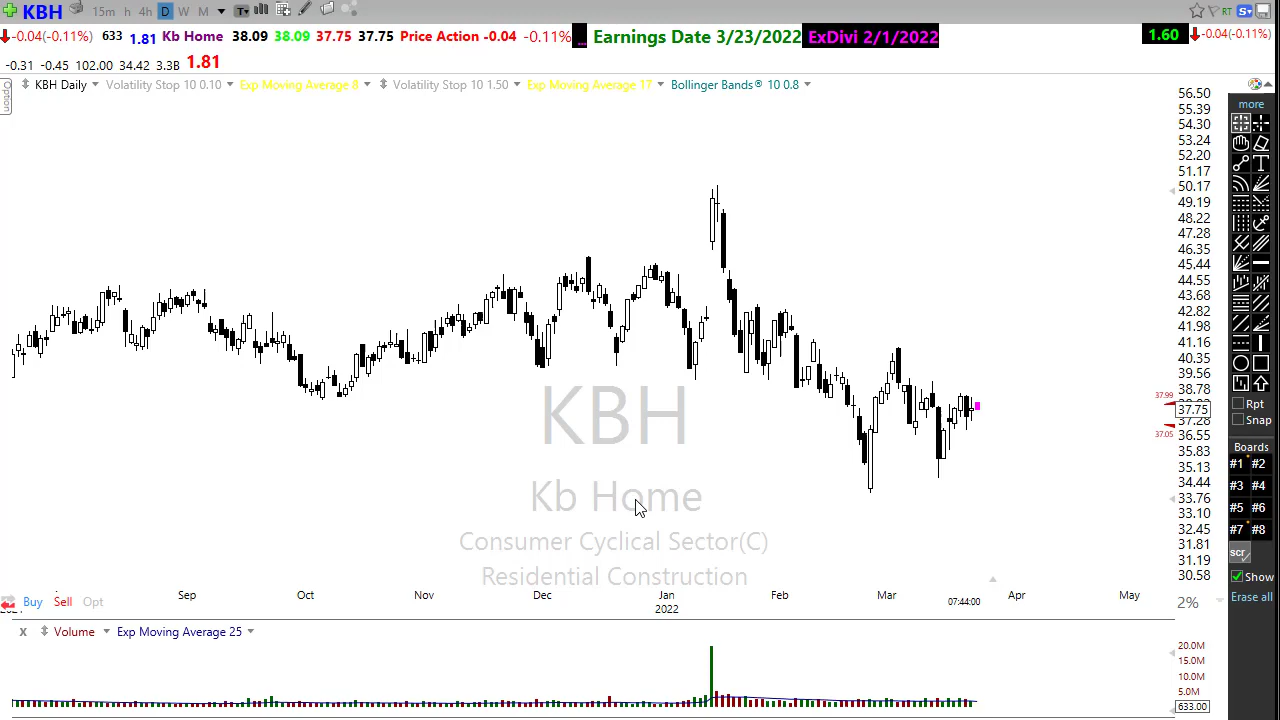 KBH 15m h 4h D W M T RT S
-0.04(-0.11%) 633 1.81 Kb Home 38.09 38.09 37.75 37.75 Price Action -0.04 -0.11% ... Earnings Date 3/23/2022 ExDivi 2/1/2022 1.60 -0.04(-0.11%)
-0.31 -0.45 102.00 34.42 3.3B 1.81
Option
KBH Daily Volatility Stop 10 0.10 Exp Moving Average 8 Volatility Stop 10 1.50 Exp Moving Average 17 Bollinger Bands® 10 0.8
56.50
55.39
54.30
53.24
52.20
51.17
50.17
49.19
48.22
47.28
46.35
45.44
44.55
43.68
42.82
41.98
41.16
40.35
39.56
38.78
37.99
37.75
37.28
37.05
36.55
35.83
35.13
34.44
33.76
33.10
32.45
31.81
31.19
30.58
more
Rpt
Snap
Boards
#1 #2
#3 #4
#5 #6
#7 #8
scr
Show
Erase all
KBH
Kb Home
Consumer Cyclical Sector(C)
Residential Construction
Sep Oct Nov Dec Jan Feb Mar Apr May
2022
07:44:00
Buy Sell Opt
2%
x Volume Exp Moving Average 25
20.0M
15.0M
10.0M
5.0M
633.00